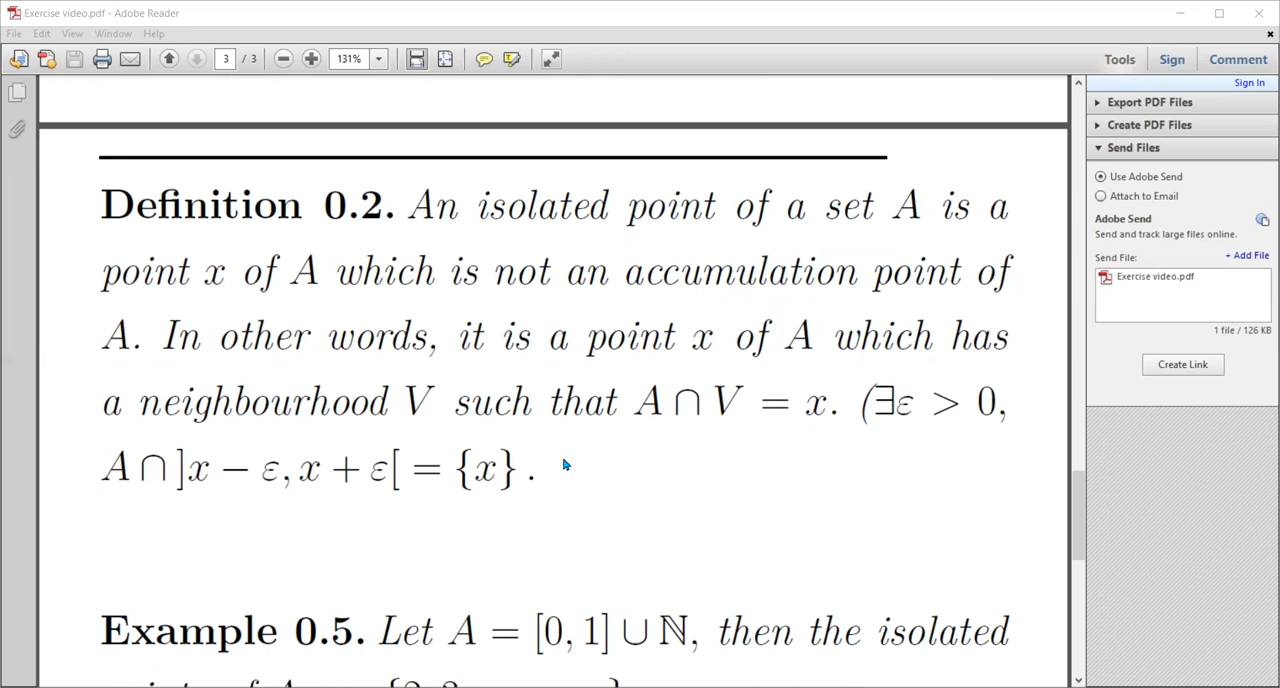 Exercise video.pdf - Adobe Reader
File Edit View Window Help
3 / 3 131% Tools Sign Comment
Sign In
Export PDF Files
Create PDF Files
Send Files
Use Adobe Send
Attach to Email
Adobe Send
Send and track large files online.
Send File: + Add File
Exercise video.pdf
1 file / 126 KB
Create Link
Definition 0.2. An isolated point of a set A is a
point x of A which is not an accumulation point of
A. In other words, it is a point x of A which has
a neighbourhood V such that A ∩ V = x. (∃ε > 0,
A ∩ ]x − ε, x + ε[ = {x} .
Example 0.5. Let A = [0, 1] ∪ ℕ, then the isolated